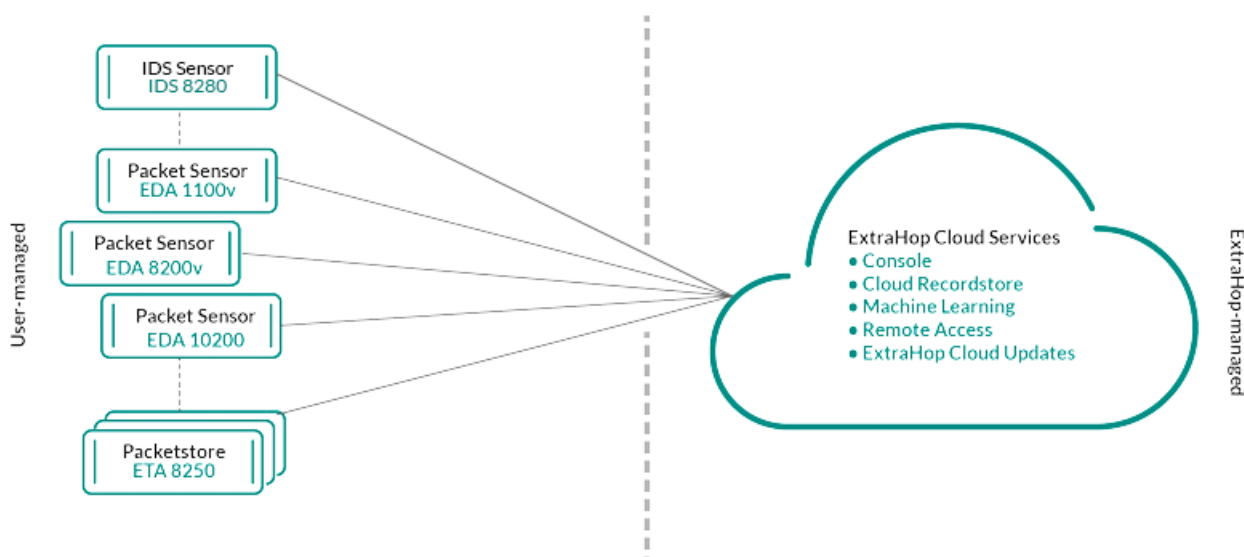 User-managed
IDS Sensor
IDS 8280
Packet Sensor
EDA 1100v
Packet Sensor
EDA 8200v
Packet Sensor
EDA 10200
Packetstore
ETA 8250
ExtraHop Cloud Services
• Console
• Cloud Recordstore
• Machine Learning
• Remote Access
• ExtraHop Cloud Updates
ExtraHop-managed